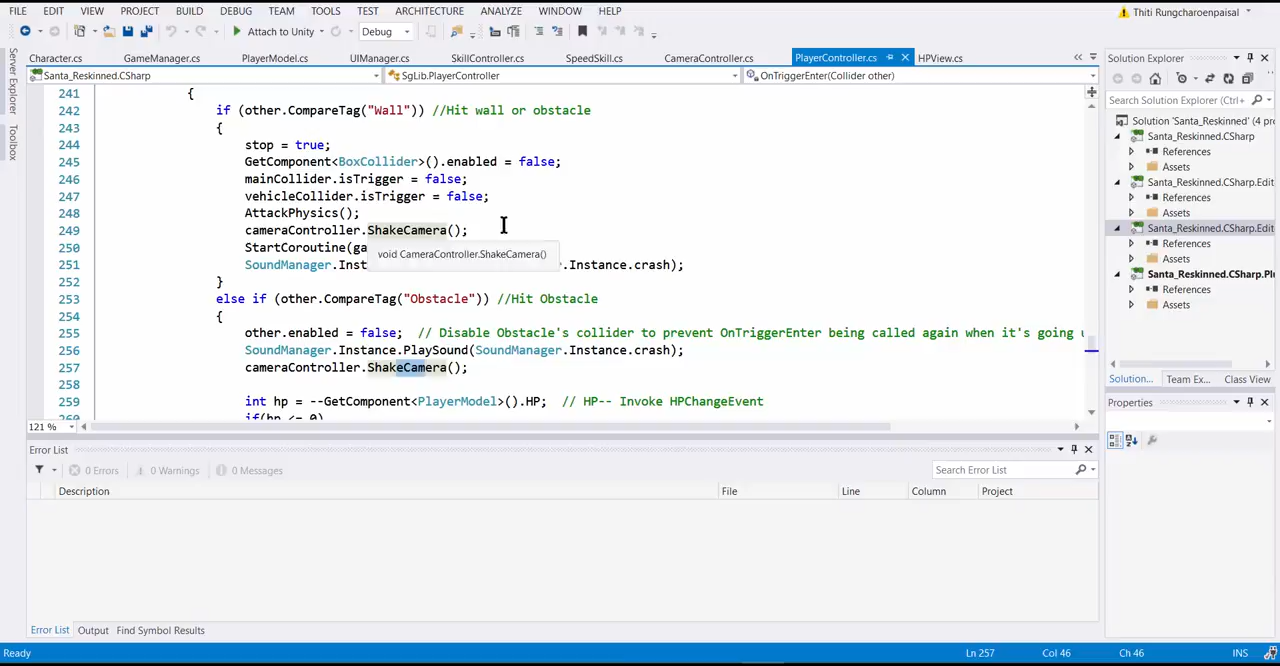 FILE EDIT VIEW PROJECT BUILD DEBUG TEAM TOOLS TEST ARCHITECTURE ANALYZE WINDOW HELP
Thiti Rungcharoenpaisal
Attach to Unity
Debug
Server Explorer
Toolbox
Character.cs GameManager.cs PlayerModel.cs UIManager.cs SkillController.cs SpeedSkill.cs CameraController.cs PlayerController.cs HPView.cs
Santa_Reskinned.CSharp
SgLib.PlayerController
OnTriggerEnter(Collider other)
241 {
242 if (other.CompareTag("Wall")) //Hit wall or obstacle
243 {
244 stop = true;
245 GetComponent<BoxCollider>().enabled = false;
246 mainCollider.isTrigger = false;
247 vehicleCollider.isTrigger = false;
248 AttackPhysics();
249 cameraController.ShakeCamera();
250 StartCoroutine(ga
void CameraController.ShakeCamera()
251 SoundManager.Inst .Instance.crash);
252 }
253 else if (other.CompareTag("Obstacle")) //Hit Obstacle
254 {
255 other.enabled = false; // Disable Obstacle's collider to prevent OnTriggerEnter being called again when it's going
256 SoundManager.Instance.PlaySound(SoundManager.Instance.crash);
257 cameraController.ShakeCamera();
258
259 int hp = --GetComponent<PlayerModel>().HP; // HP-- Invoke HPChangeEvent
260 if(hp <= 0)
121 %
Error List
0 Errors
0 Warnings
0 Messages
Search Error List
Description File Line Column Project
Error List Output Find Symbol Results
Solution Explorer
Search Solution Explorer (Ctrl+
Solution 'Santa_Reskinned' (4 pr
Santa_Reskinned.CSharp
References
Assets
Santa_Reskinned.CSharp.Edit
References
Assets
Santa_Reskinned.CSharp.Edit
References
Assets
Santa_Reskinned.CSharp.Pl
References
Assets
Solution... Team Ex... Class View
Properties
Ready
Ln 257
Col 46
Ch 46
INS